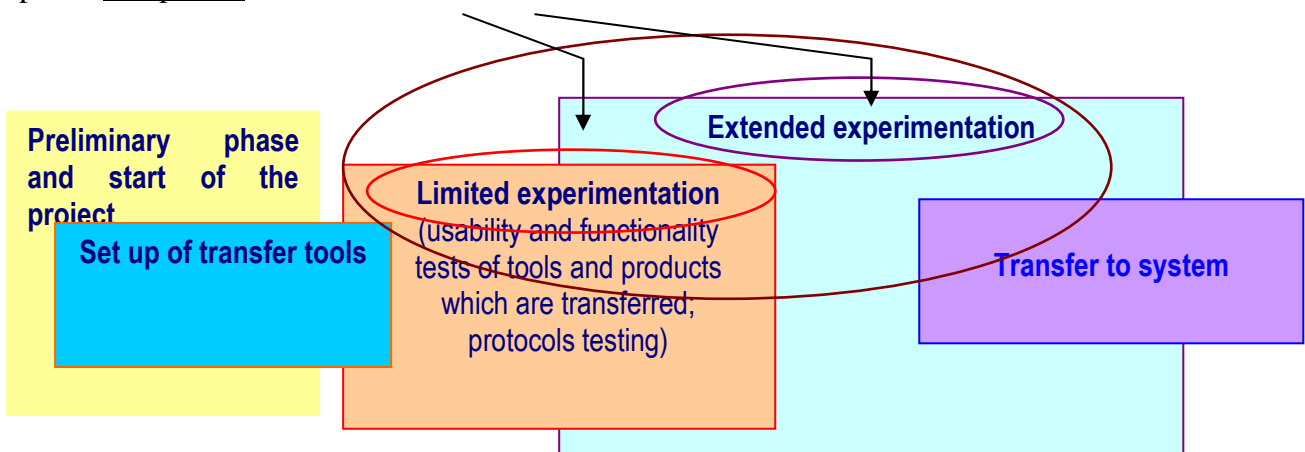 Preliminary phase
and start of the
project
Set up of transfer tools
Limited experimentation
(usability and functionality
tests of tools and products
which are transferred;
protocols testing)
Extended experimentation
Transfer to system